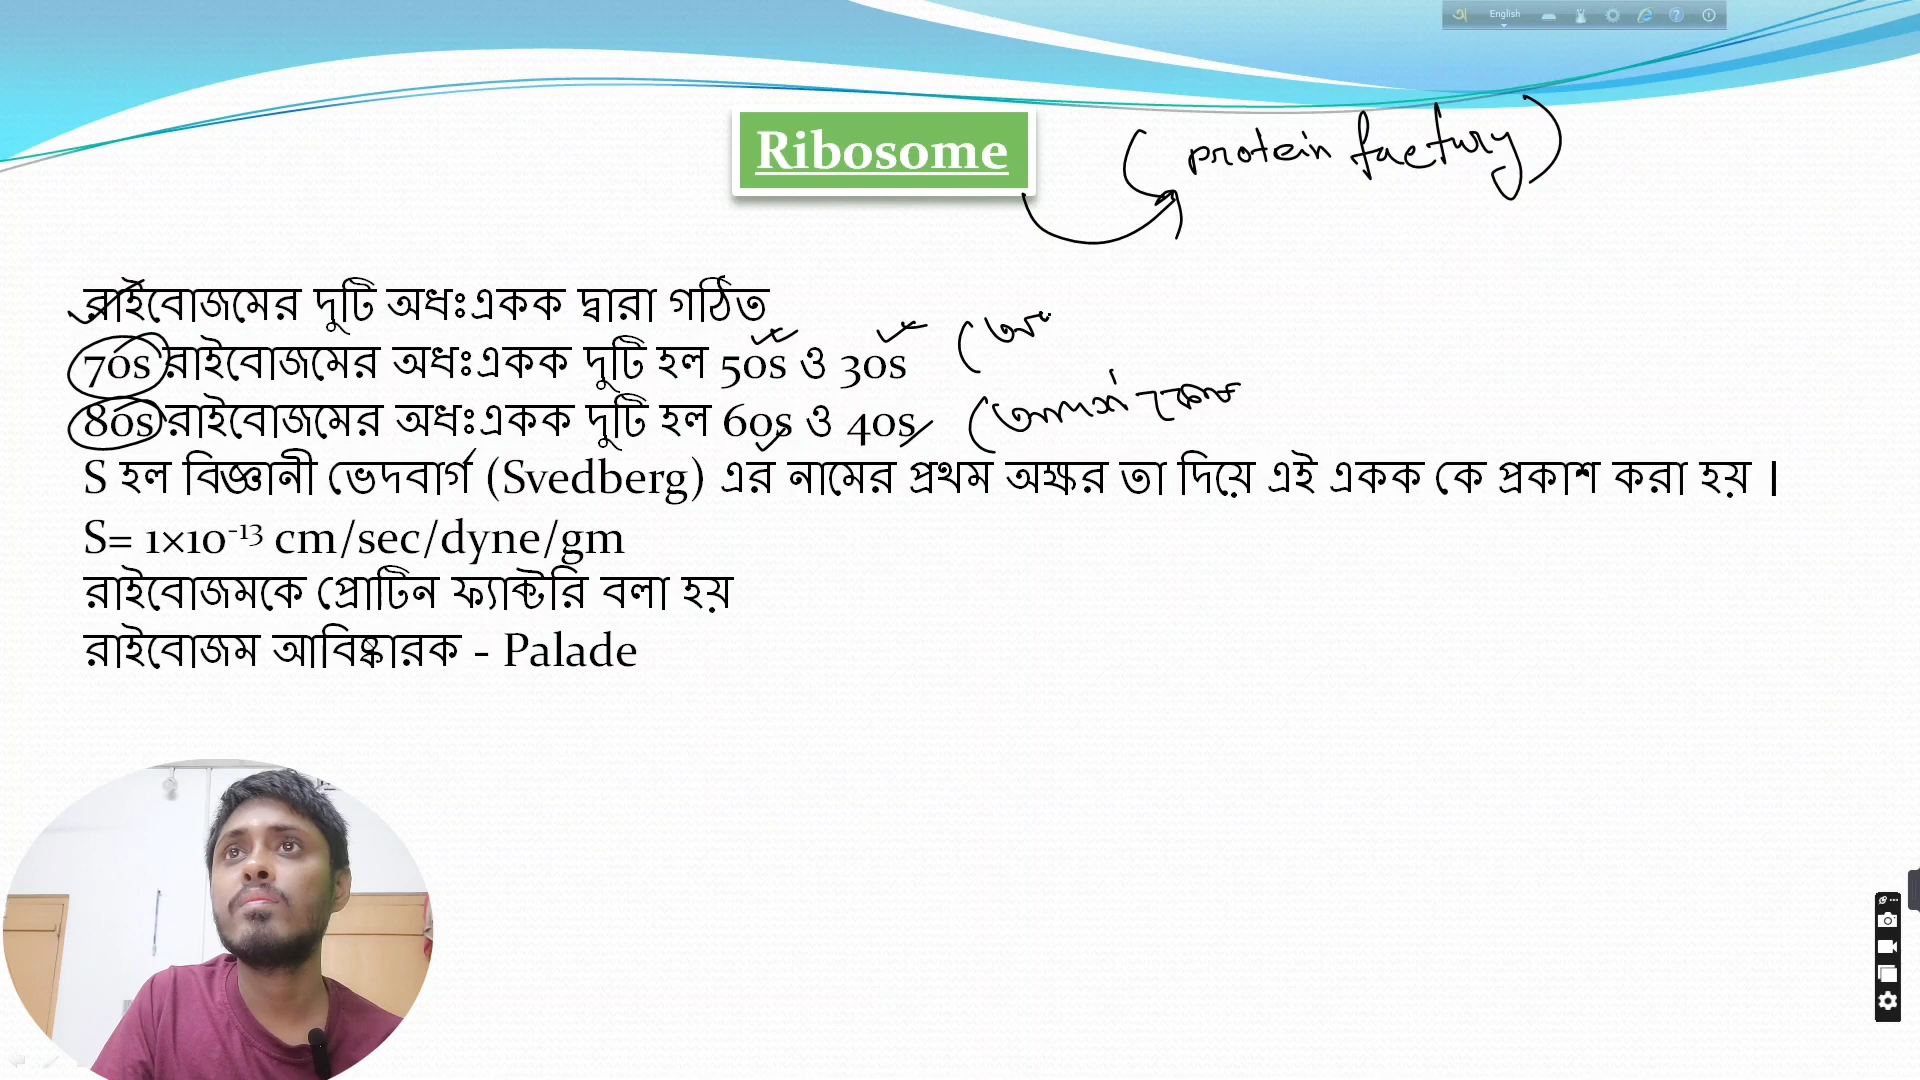 English
Ribosome
(protein factory)
রাইবোজমের দুটি অধঃএকক দ্বারা গঠিত
70s রাইবোজমের অধঃএকক দুটি হল 50s ও 30s
80s রাইবোজমের অধঃএকক দুটি হল 60s ও 40s
S হল বিজ্ঞানী ভেদবার্গ (Svedberg) এর নামের প্রথম অক্ষর তা দিয়ে এই একক কে প্রকাশ করা হয় ।
S= 1×10⁻¹³ cm/sec/dyne/gm
রাইবোজমকে প্রোটিন ফ্যাক্টরি বলা হয়
রাইবোজম আবিষ্কারক - Palade